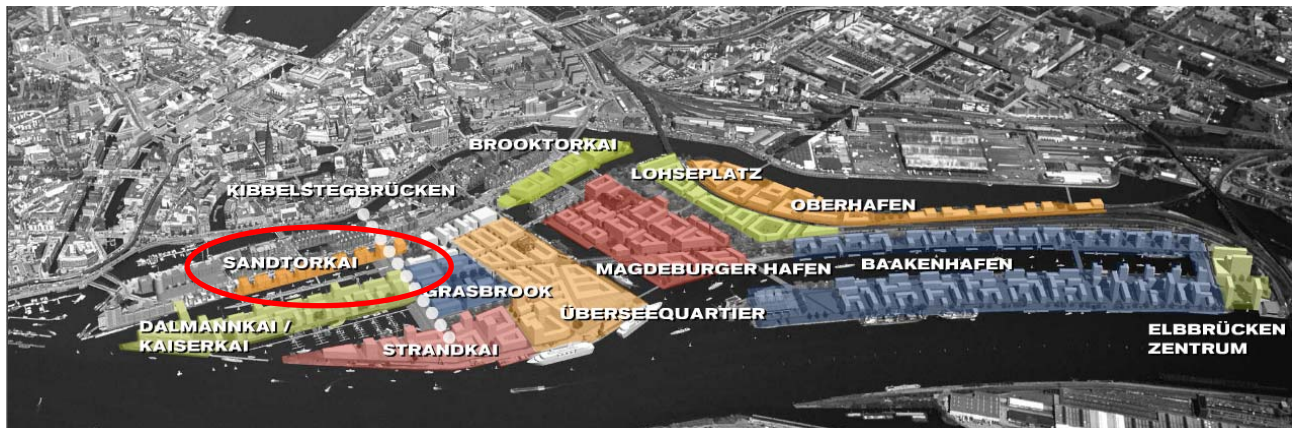 BROOKTORKAI
LOHSEPLATZ
KIBBELSTEGBRÜCKEN
OBERHAFEN
SANDTORKAI
MAGDEBURGER HAFEN
BAAKENHAFEN
GRASBROOK
ÜBERSEEQUARTIER
DALMANNKAI /
KAISERKAI
STRANDKAI
ELBBRÜCKEN
ZENTRUM